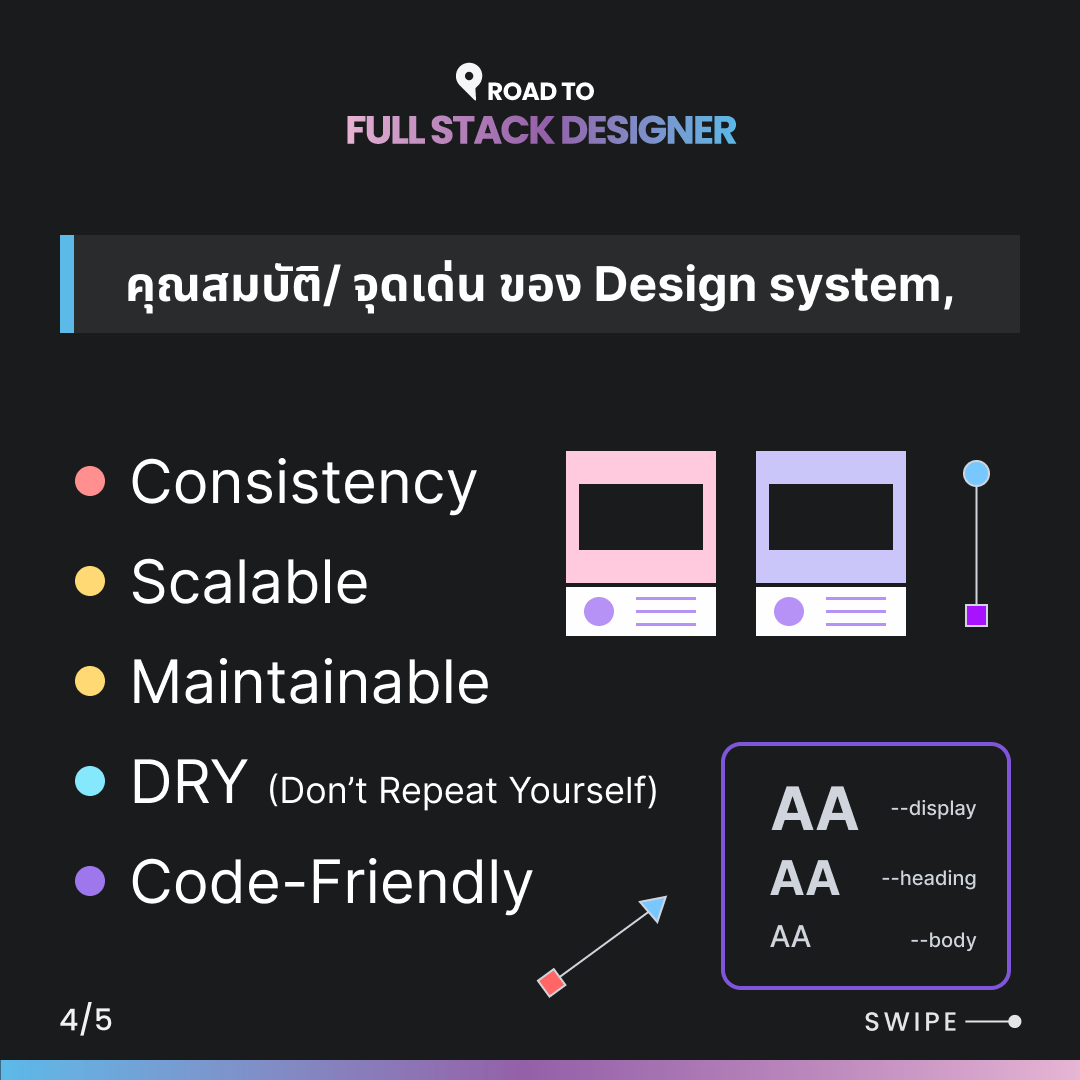 ROAD TO
FULL STACK DESIGNER
คุณสมบัติ/ จุดเด่น ของ Design system,
Consistency
Scalable
Maintainable
DRY (Don’t Repeat Yourself)
Code-Friendly
AA --display
AA --heading
AA --body
4/5
SWIPE